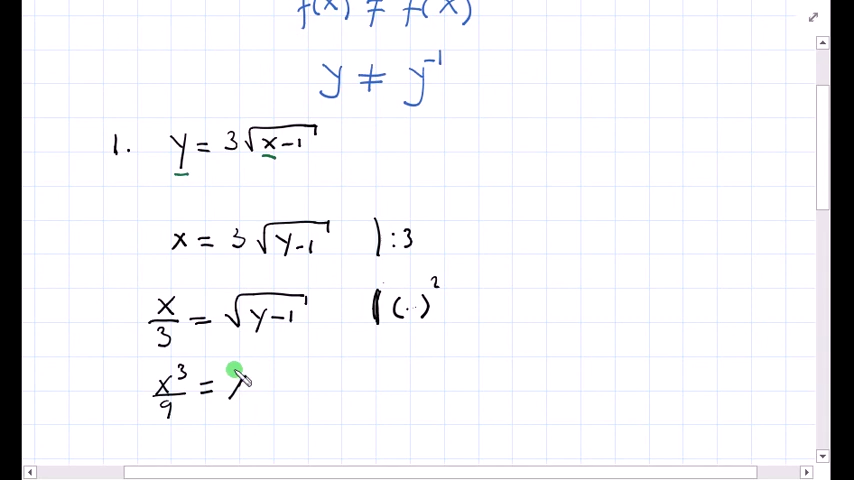 f(x) ≠ f(x)
y ≠ y⁻¹
1. y = 3√(x-1)
x = 3√(y-1) | :3
x/3 = √(y-1) | (..)²
x³/9 =